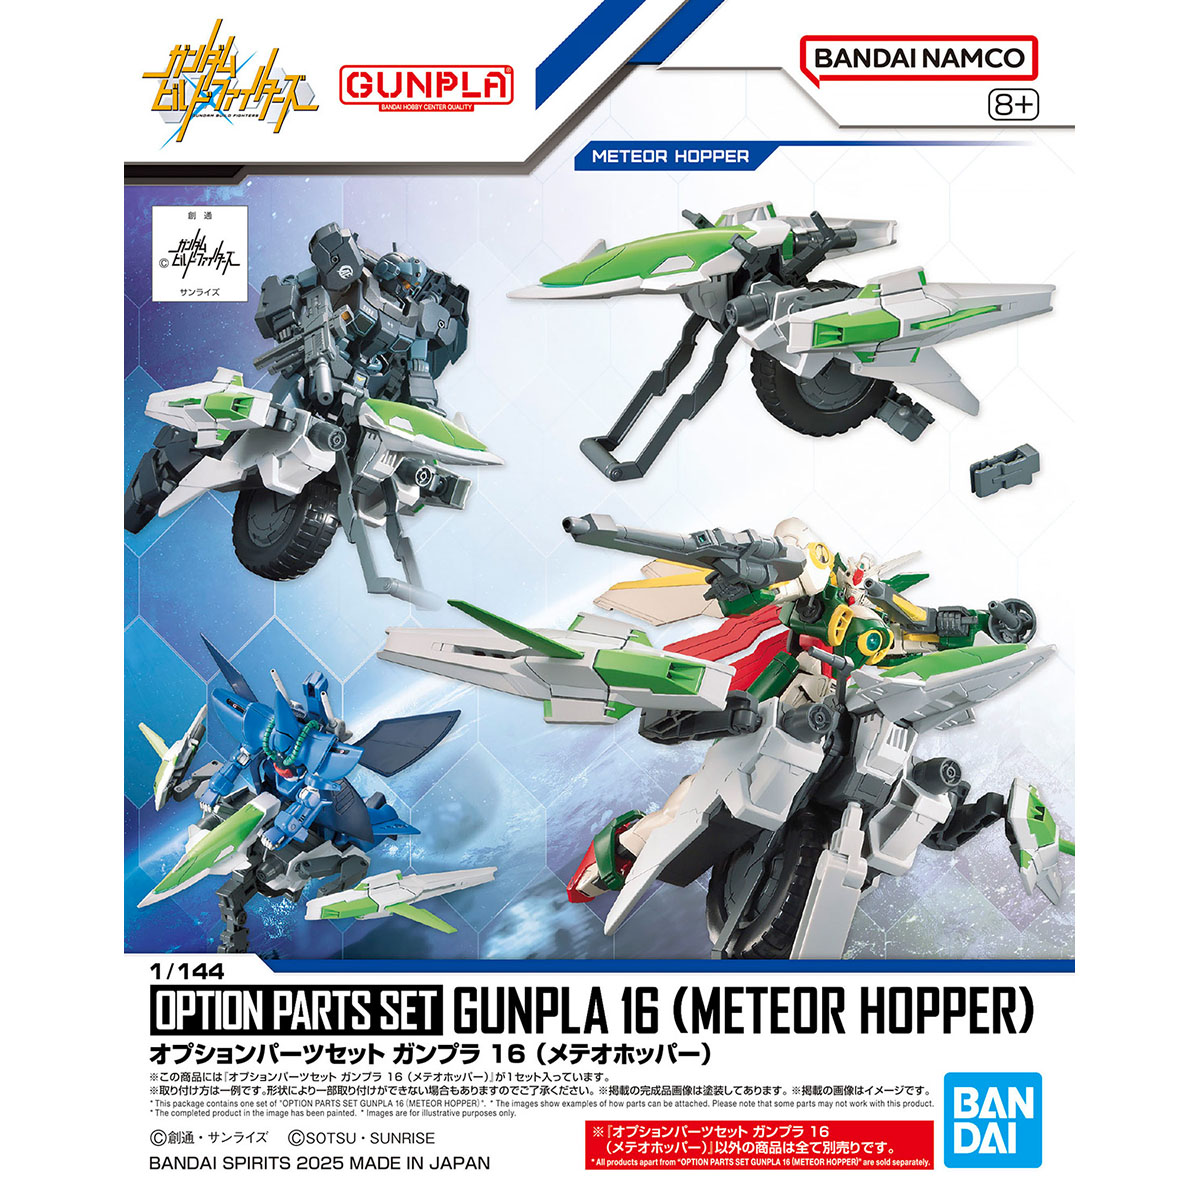 ガンダム
ビルドファイターズ
GUNDAM BUILD FIGHTERS
GUNPLA
BANDAI HOBBY CENTER QUALITY
BANDAI NAMCO
8+
METEOR HOPPER
創通
©ガンダム
ビルドファイターズ
サンライズ
1/144
OPTION PARTS SET GUNPLA 16 (METEOR HOPPER)
オプションパーツセット ガンプラ 16（メテオホッパー）
※この商品には『オプションパーツセット ガンプラ 16（メテオホッパー）』が1セット入っています。
※取り付け方は一例です。形状により一部取り付けができない場合もありますのでご了承ください。※掲載の完成品画像は塗装してあります。※掲載の画像はイメージです。
* This package contains one set of "OPTION PARTS SET GUNPLA 16 (METEOR HOPPER)". * The images show examples of how parts can be attached. Please note that some parts may not work with this product.
* The completed product in the image has been painted. * Images are for illustrative purposes only.
©創通・サンライズ ©SOTSU・SUNRISE
BANDAI SPIRITS 2025 MADE IN JAPAN
※『オプションパーツセット ガンプラ 16
（メテオホッパー）』以外の商品は全て別売りです。
* All products apart from "OPTION PARTS SET GUNPLA 16 (METEOR HOPPER)" are sold separately.
BAN
DAI